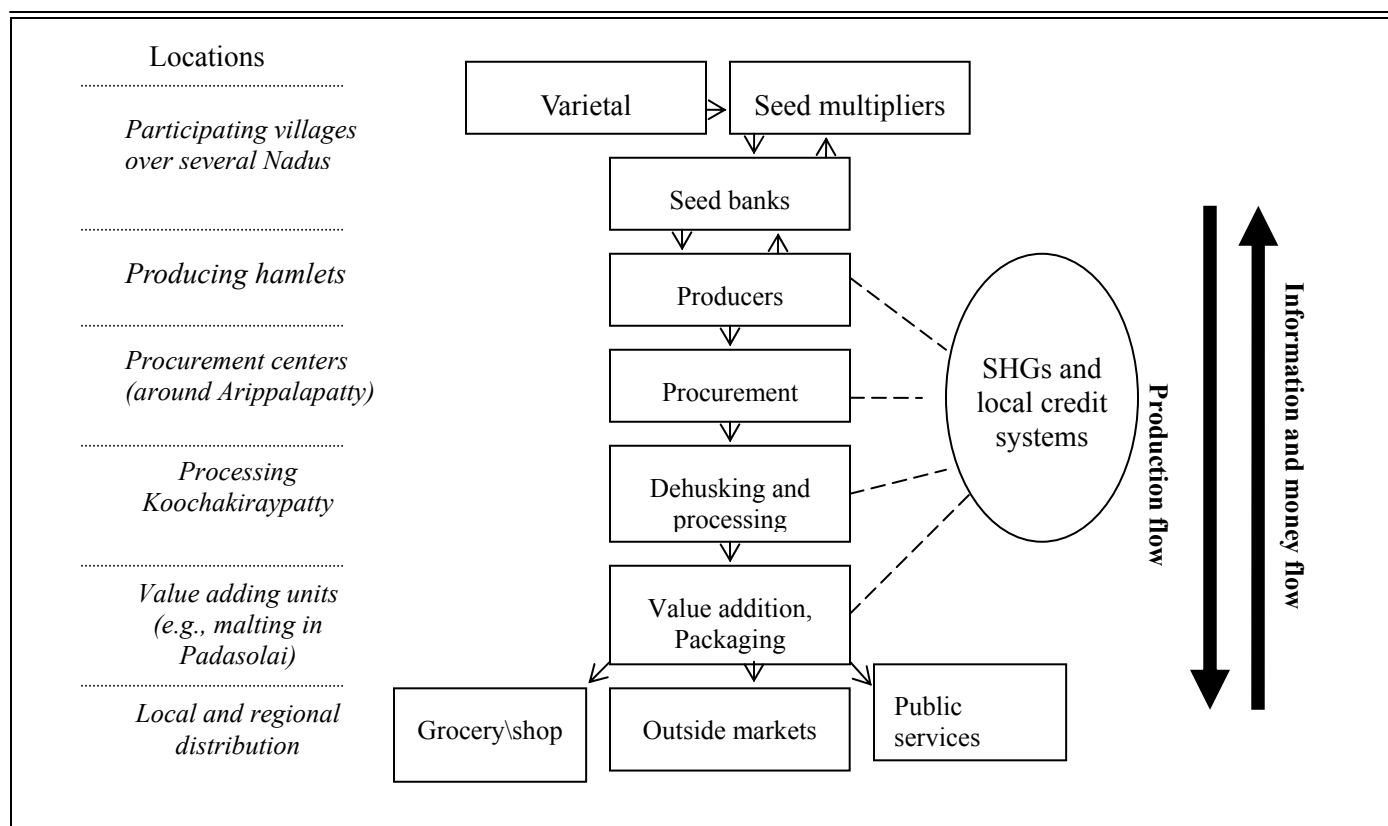 Locations
Participating villages
over several Nadus
Producing hamlets
Procurement centers
(around Arippalapatty)
Processing
Koochakiraypatty
Value adding units
(e.g., malting in
Padasolai)
Local and regional
distribution
Varietal
Seed multipliers
Seed banks
Producers
Procurement
Dehusking and
processing
Value addition,
Packaging
Grocery\shop
Outside markets
Public
services
SHGs and
local credit
systems
Production flow
Information and money flow